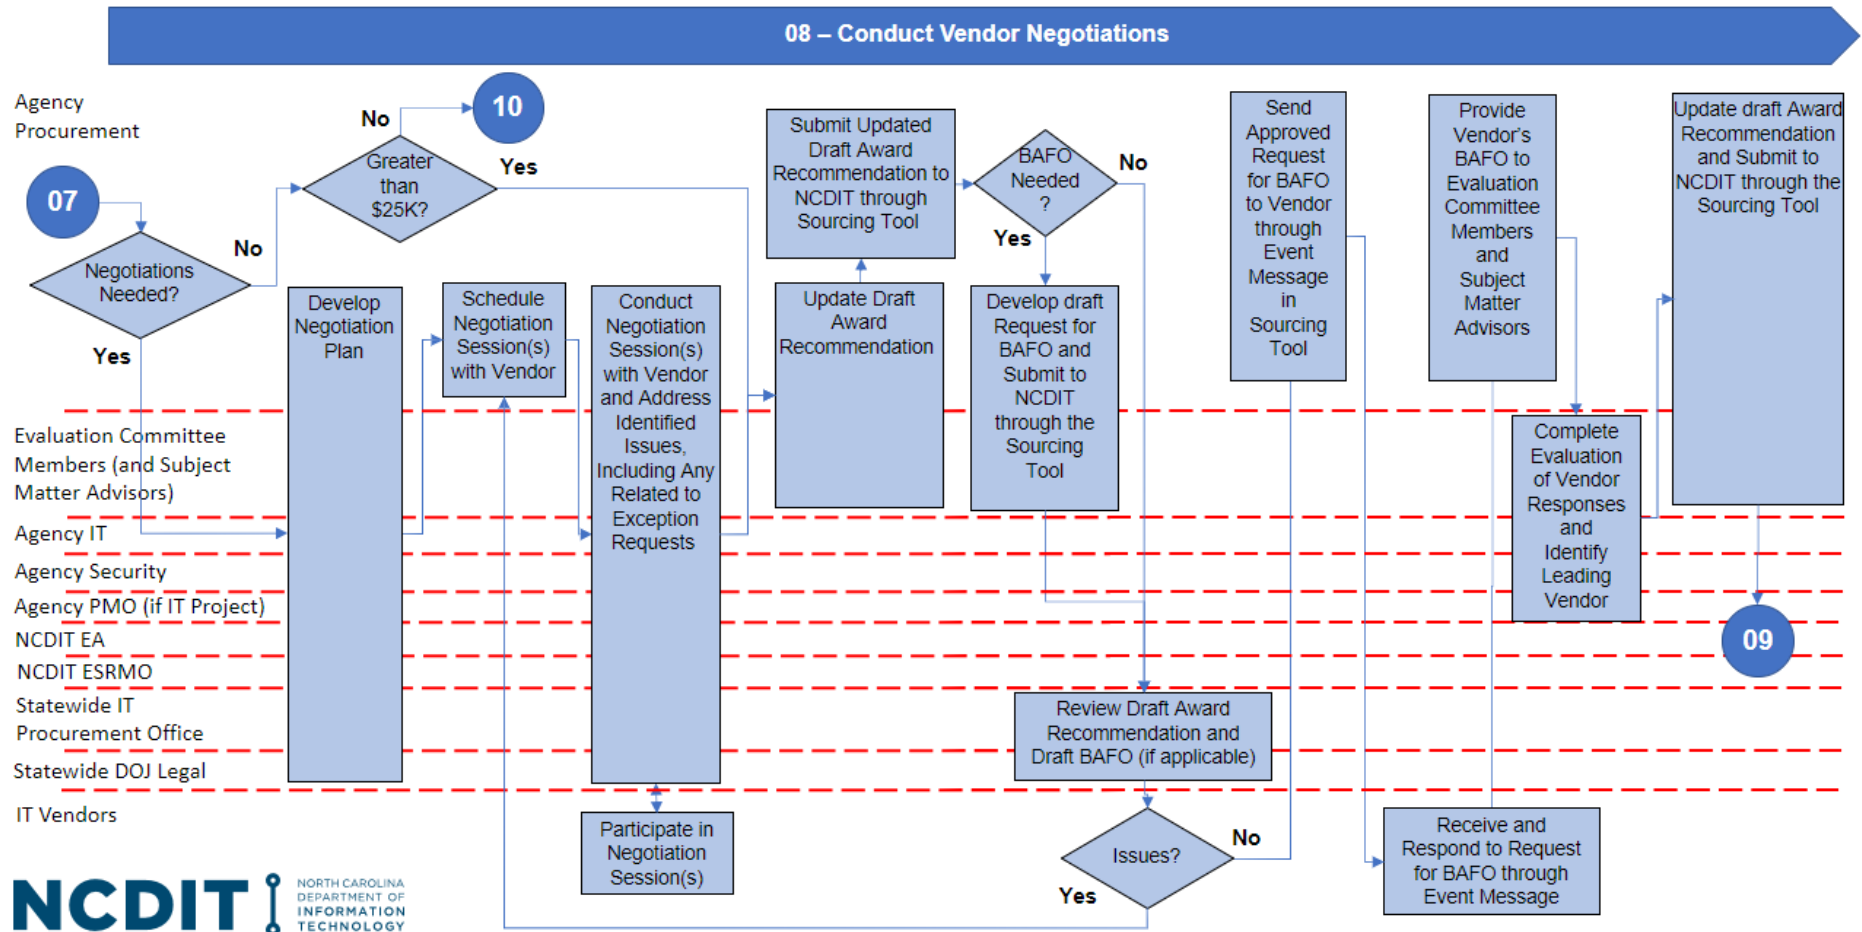 08 – Conduct Vendor Negotiations
Agency
Procurement
07
Negotiations
Needed?
No
Yes
Greater
than
$25K?
No
10
Yes
Develop
Negotiation
Plan
Schedule
Negotiation
Session(s)
with Vendor
Conduct
Negotiation
Session(s)
with Vendor
and Address
Identified
Issues,
Including Any
Related to
Exception
Requests
Participate in
Negotiation
Session(s)
Update Draft
Award
Recommendation
Submit Updated
Draft Award
Recommendation to
NCDIT through
Sourcing Tool
BAFO
Needed
?
No
Yes
Develop draft
Request for
BAFO and
Submit to
NCDIT
through the
Sourcing
Tool
Review Draft Award
Recommendation and
Draft BAFO (if applicable)
Issues?
No
Yes
Send
Approved
Request
for BAFO
to Vendor
through
Event
Message
in
Sourcing
Tool
Receive and
Respond to Request
for BAFO through
Event Message
Provide
Vendor's
BAFO to
Evaluation
Committee
Members
and
Subject
Matter
Advisors
Complete
Evaluation
of Vendor
Responses
and
Identify
Leading
Vendor
Update draft Award
Recommendation
and Submit to
NCDIT through the
Sourcing Tool
09
Evaluation Committee
Members (and Subject
Matter Advisors)
Agency IT
Agency Security
Agency PMO (if IT Project)
NCDIT EA
NCDIT ESRMO
Statewide IT
Procurement Office
Statewide DOJ Legal
IT Vendors
NCDIT
NORTH CAROLINA
DEPARTMENT OF
INFORMATION
TECHNOLOGY